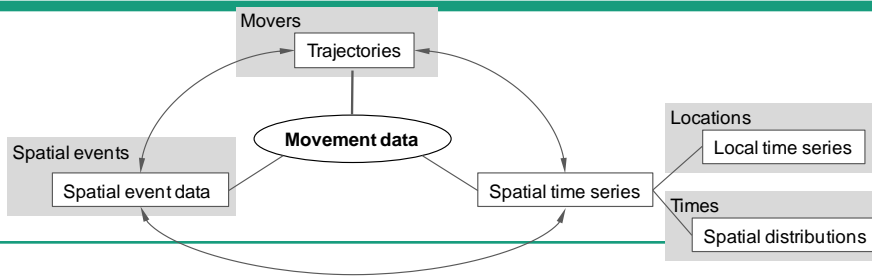 Movers
Trajectories
Movement data
Locations
Local time series
Spatial events
Spatial event data
Spatial time series
Times
Spatial distributions